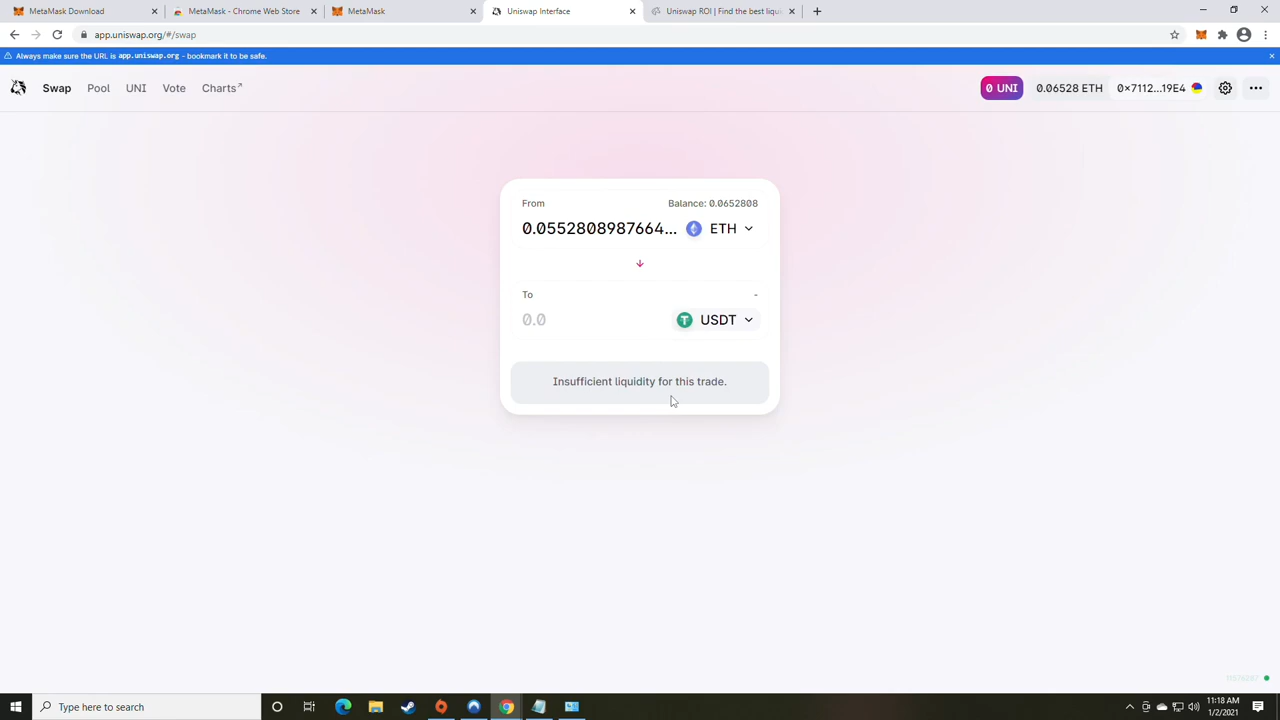 MetaMask Download
MetaMask - Chrome Web Store
MetaMask
Uniswap Interface
Uniswap ROI | Find the best liqui
app.uniswap.org/#/swap
Always make sure the URL is app.uniswap.org - bookmark it to be safe.
Swap
Pool
UNI
Vote
Charts↗
0 UNI
0.06528 ETH
0x7112...19E4
From
Balance: 0.0652808
0.0552808987664...
ETH
To
-
0.0
USDT
Insufficient liquidity for this trade.
Type here to search
11:18 AM
1/2/2021